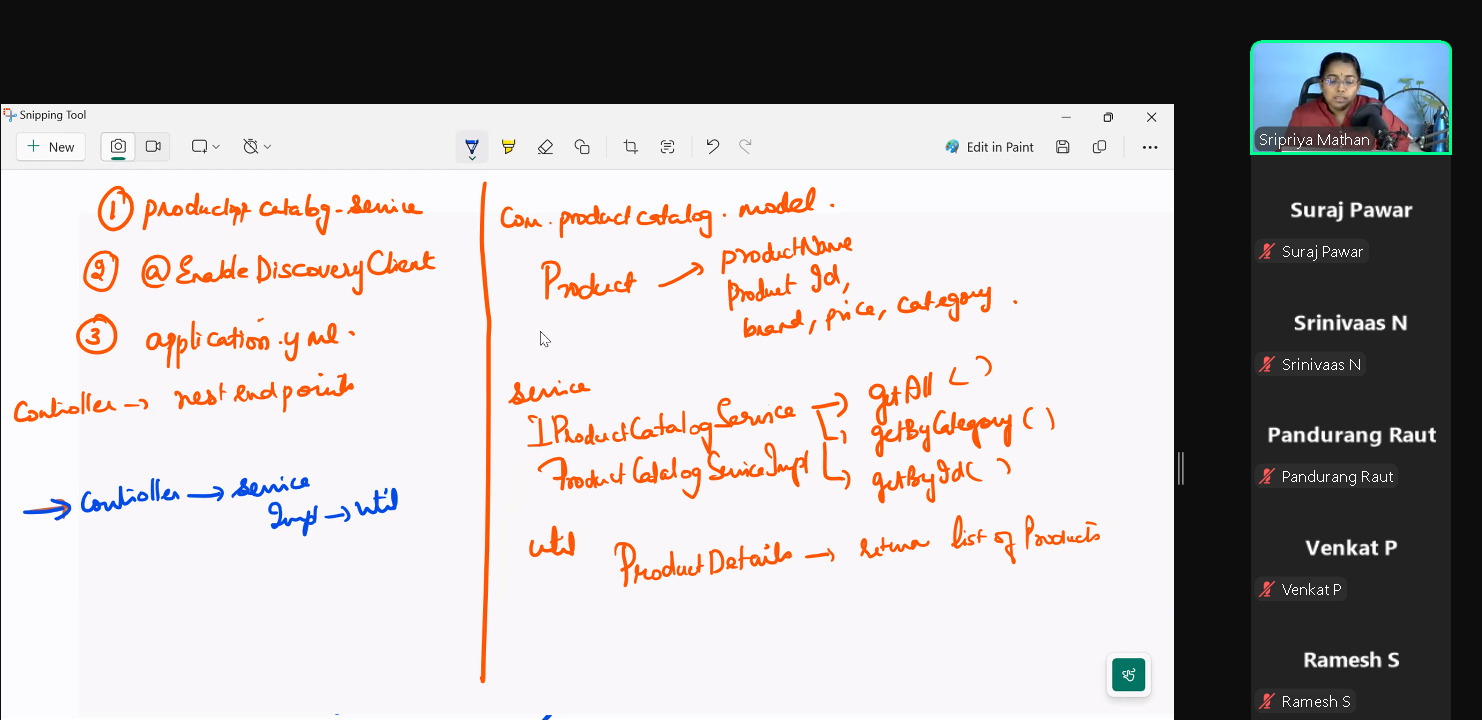 Snipping Tool
New
Edit in Paint
① product catalog-service
② @EnableDiscoveryClient
③ application.yml.
Controller → rest endpoints
→ Controller → service
Impl → util
com.productcatalog.model.
Product → productName
product Id,
brand, price, category.
service
IProductCatalogService → getAll ( )
→ getByCategory ( )
ProductCatalogServiceImpl → getById( )
util ProductDetails → return list of Products
Sripriya Mathan
Suraj Pawar
Suraj Pawar
Srinivaas N
Srinivaas N
Pandurang Raut
Pandurang Raut
Venkat P
Venkat P
Ramesh S
Ramesh S